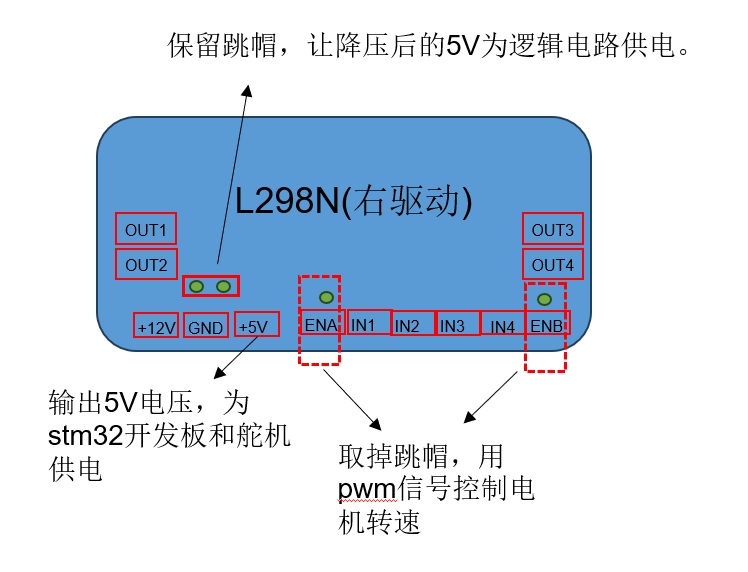 保留跳帽，让降压后的5V为逻辑电路供电。
L298N(右驱动)
OUT1
OUT3
OUT2
OUT4
+12V
GND
+5V
ENA
IN1
IN2
IN3
IN4
ENB
输出5V电压，为
stm32开发板和舵机
供电
取掉跳帽，用
pwm信号控制电
机转速